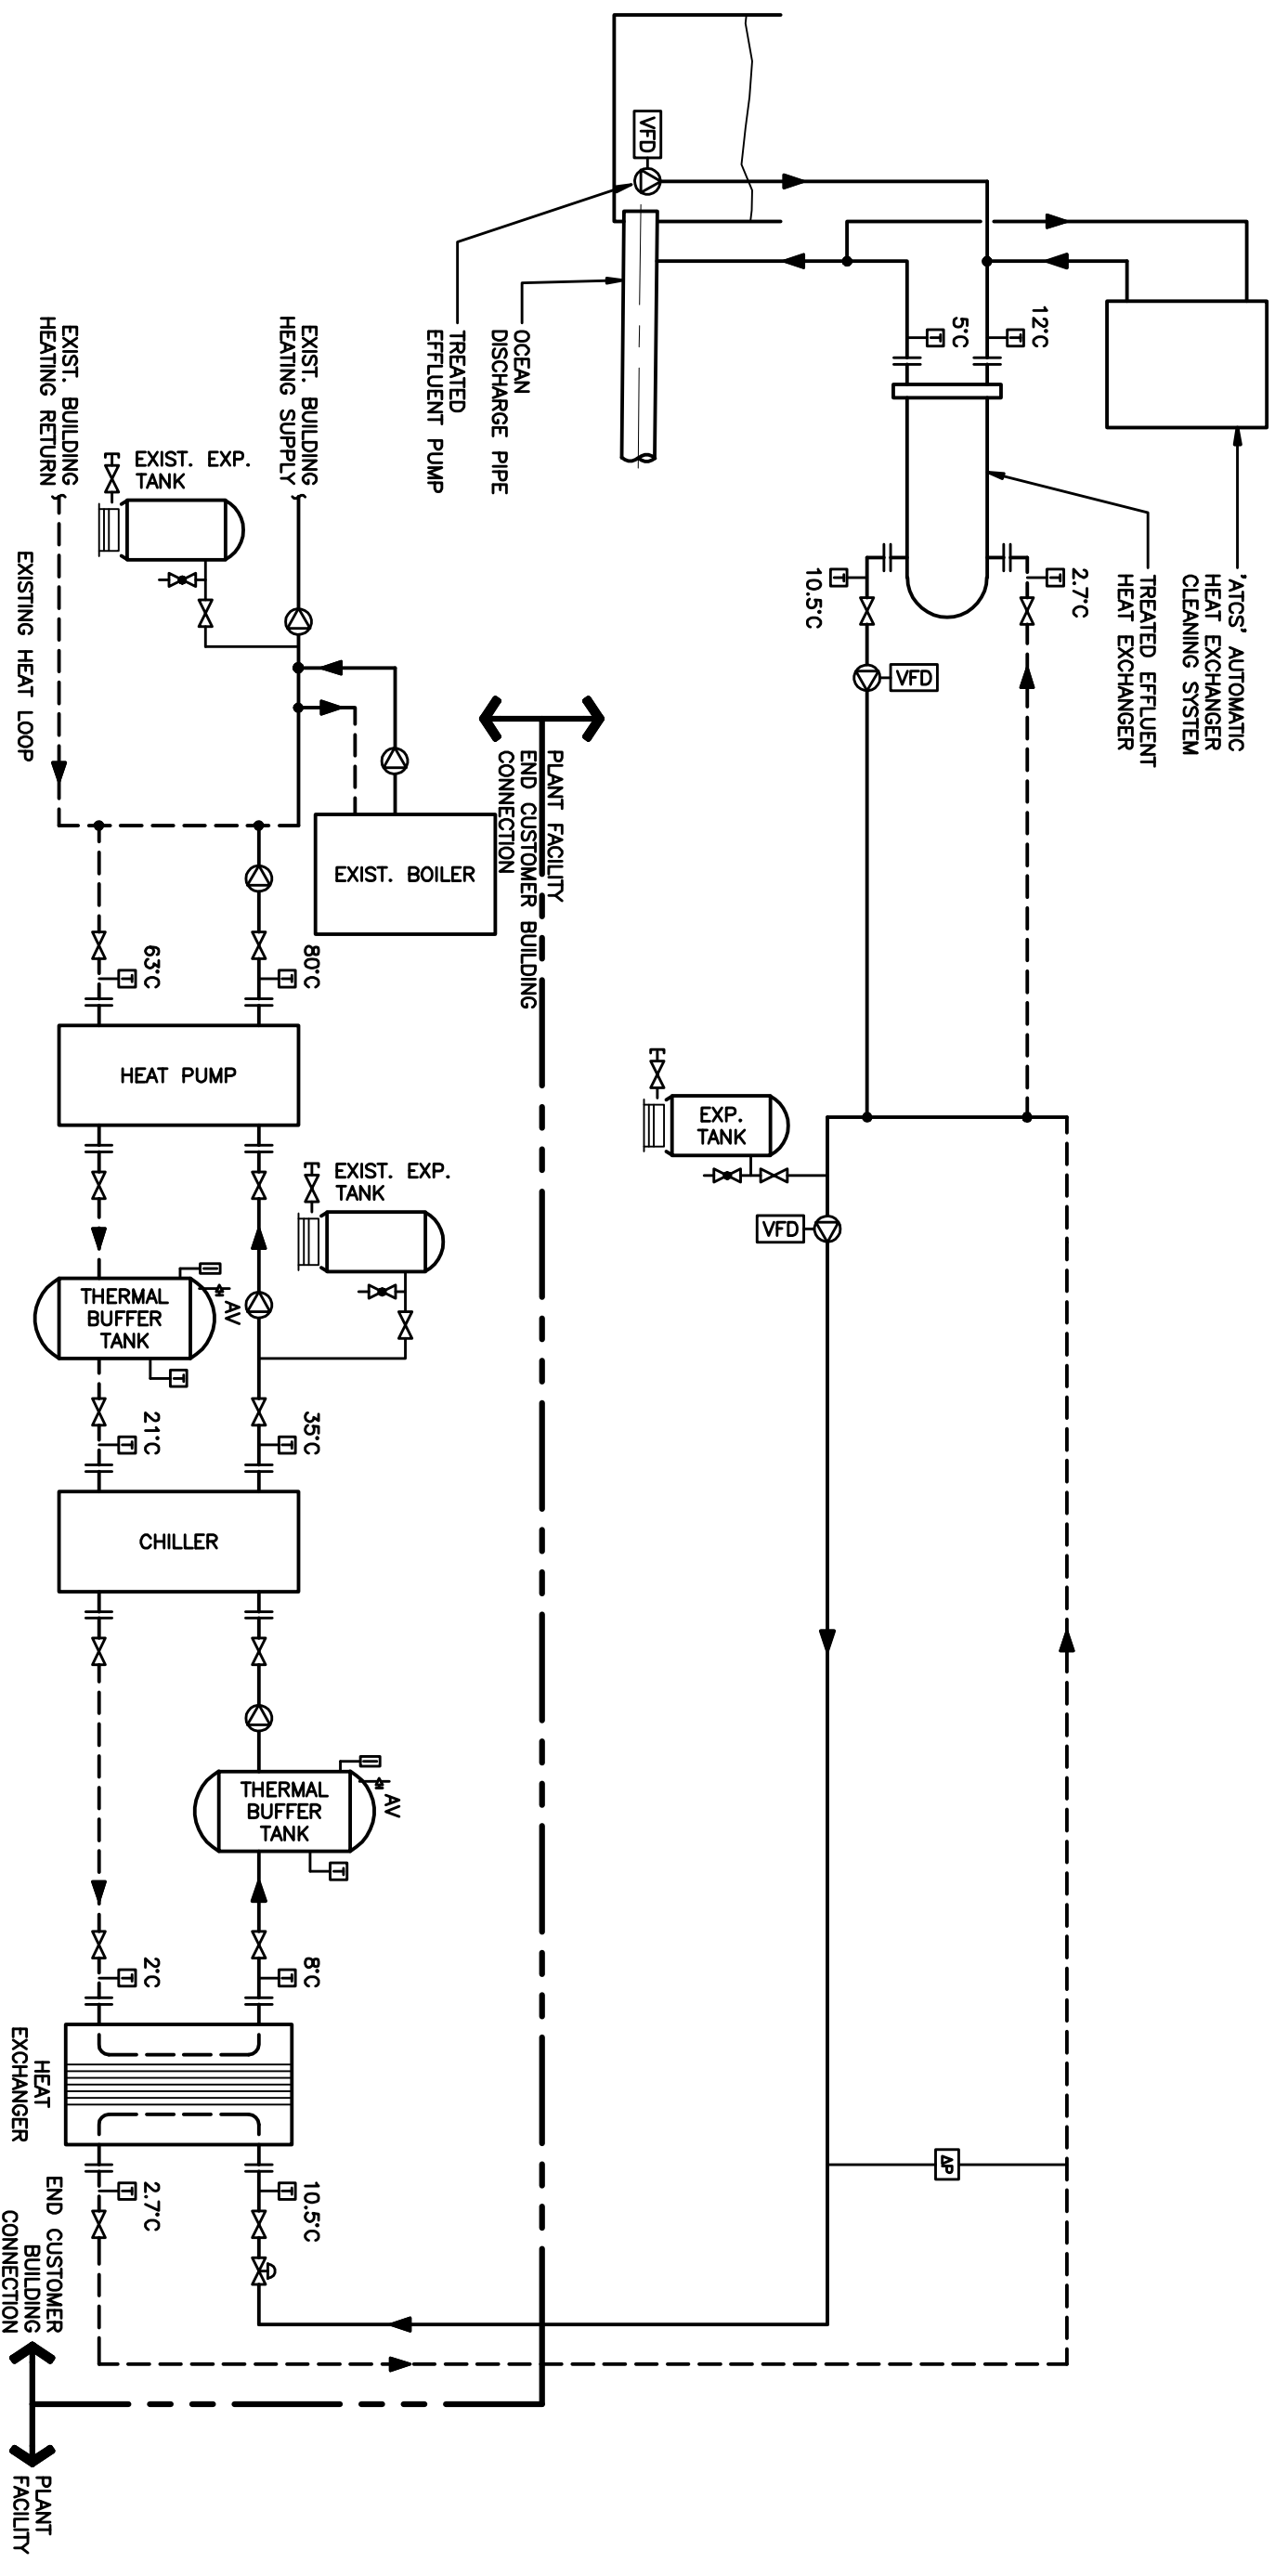 'ATCS' AUTOMATIC
HEAT EXCHANGER
CLEANING SYSTEM
TREATED EFFLUENT
HEAT EXCHANGER
12°C
5°C
2.7°C
10.5°C
T
T
T
T
VFD
VFD
OCEAN
DISCHARGE PIPE
TREATED
EFFLUENT PUMP
EXP.
TANK
VFD
ΔP
PLANT FACILITY
END CUSTOMER BUILDING
CONNECTION
EXIST. BUILDING
HEATING SUPPLY
EXIST. BUILDING
HEATING RETURN
EXIST. EXP.
TANK
EXISTING HEAT LOOP
EXIST. BOILER
80°C
T
63°C
T
HEAT PUMP
EXIST. EXP.
TANK
THERMAL
BUFFER
TANK
AV
T
35°C
T
21°C
T
CHILLER
THERMAL
BUFFER
TANK
AV
T
8°C
T
2°C
T
HEAT
EXCHANGER
10.5°C
T
2.7°C
T
END CUSTOMER
BUILDING
CONNECTION
PLANT
FACILITY